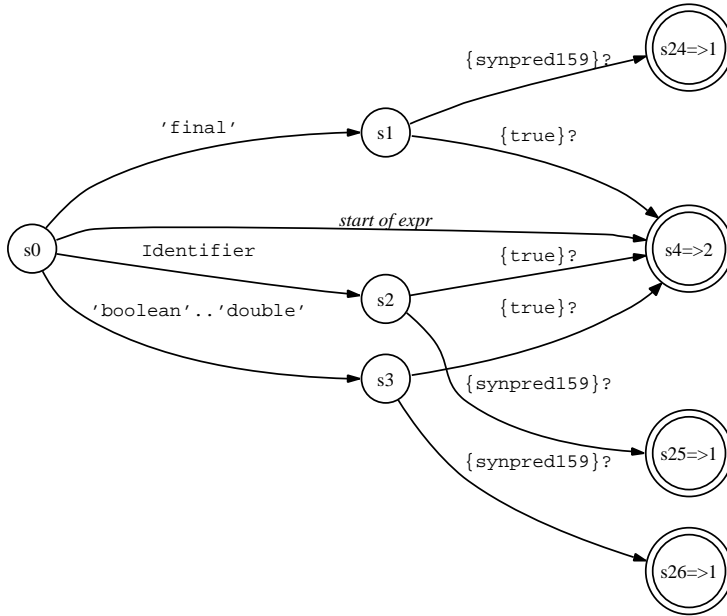 s24=>1
{synpred159}?
'final'
s1
{true}?
start of expr
s0
s4=>2
Identifier
{true}?
s2
'boolean'..'double'
{true}?
s3
{synpred159}?
s25=>1
{synpred159}?
s26=>1